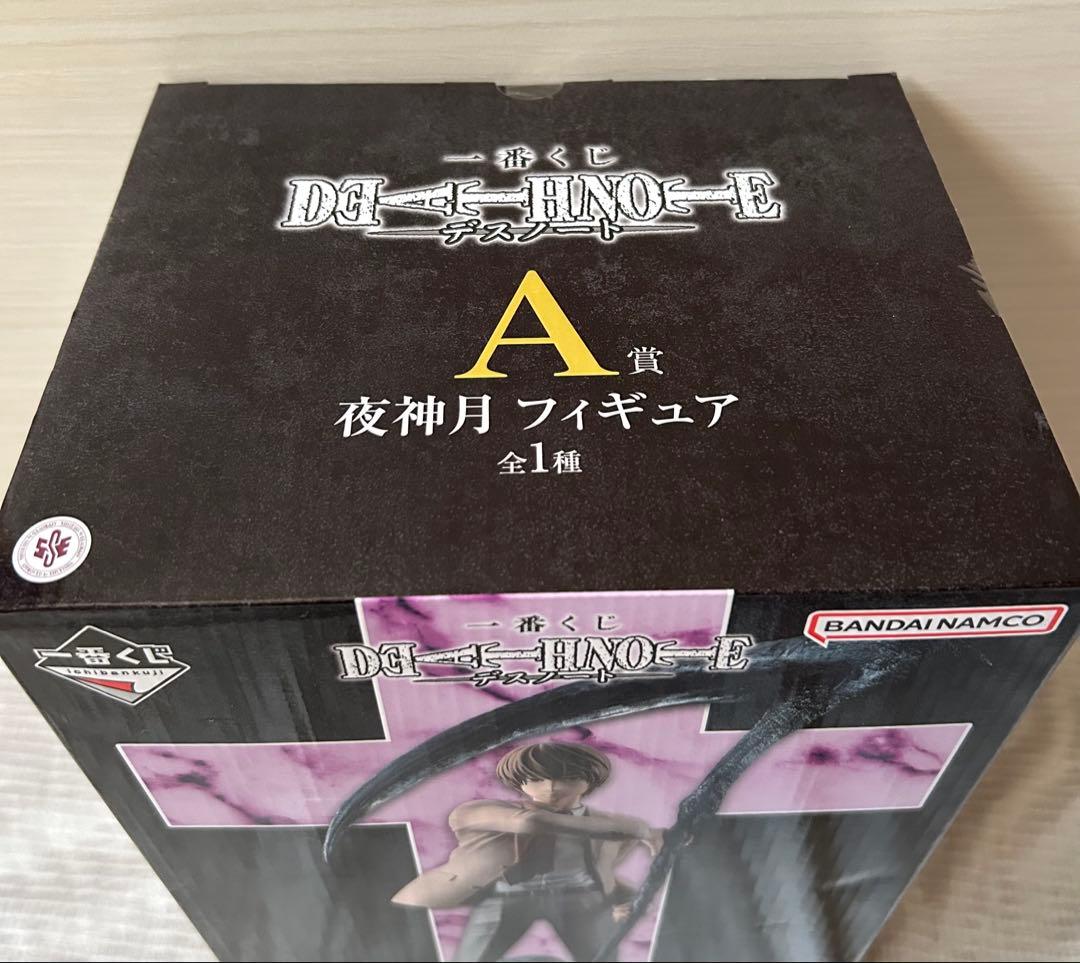 一番くじ
DEATH NOTE
デスノート
A賞
夜神月 フィギュア
全1種
一番くじ
Ichibankuji
一番くじ
DEATH NOTE
デスノート
BANDAI NAMCO